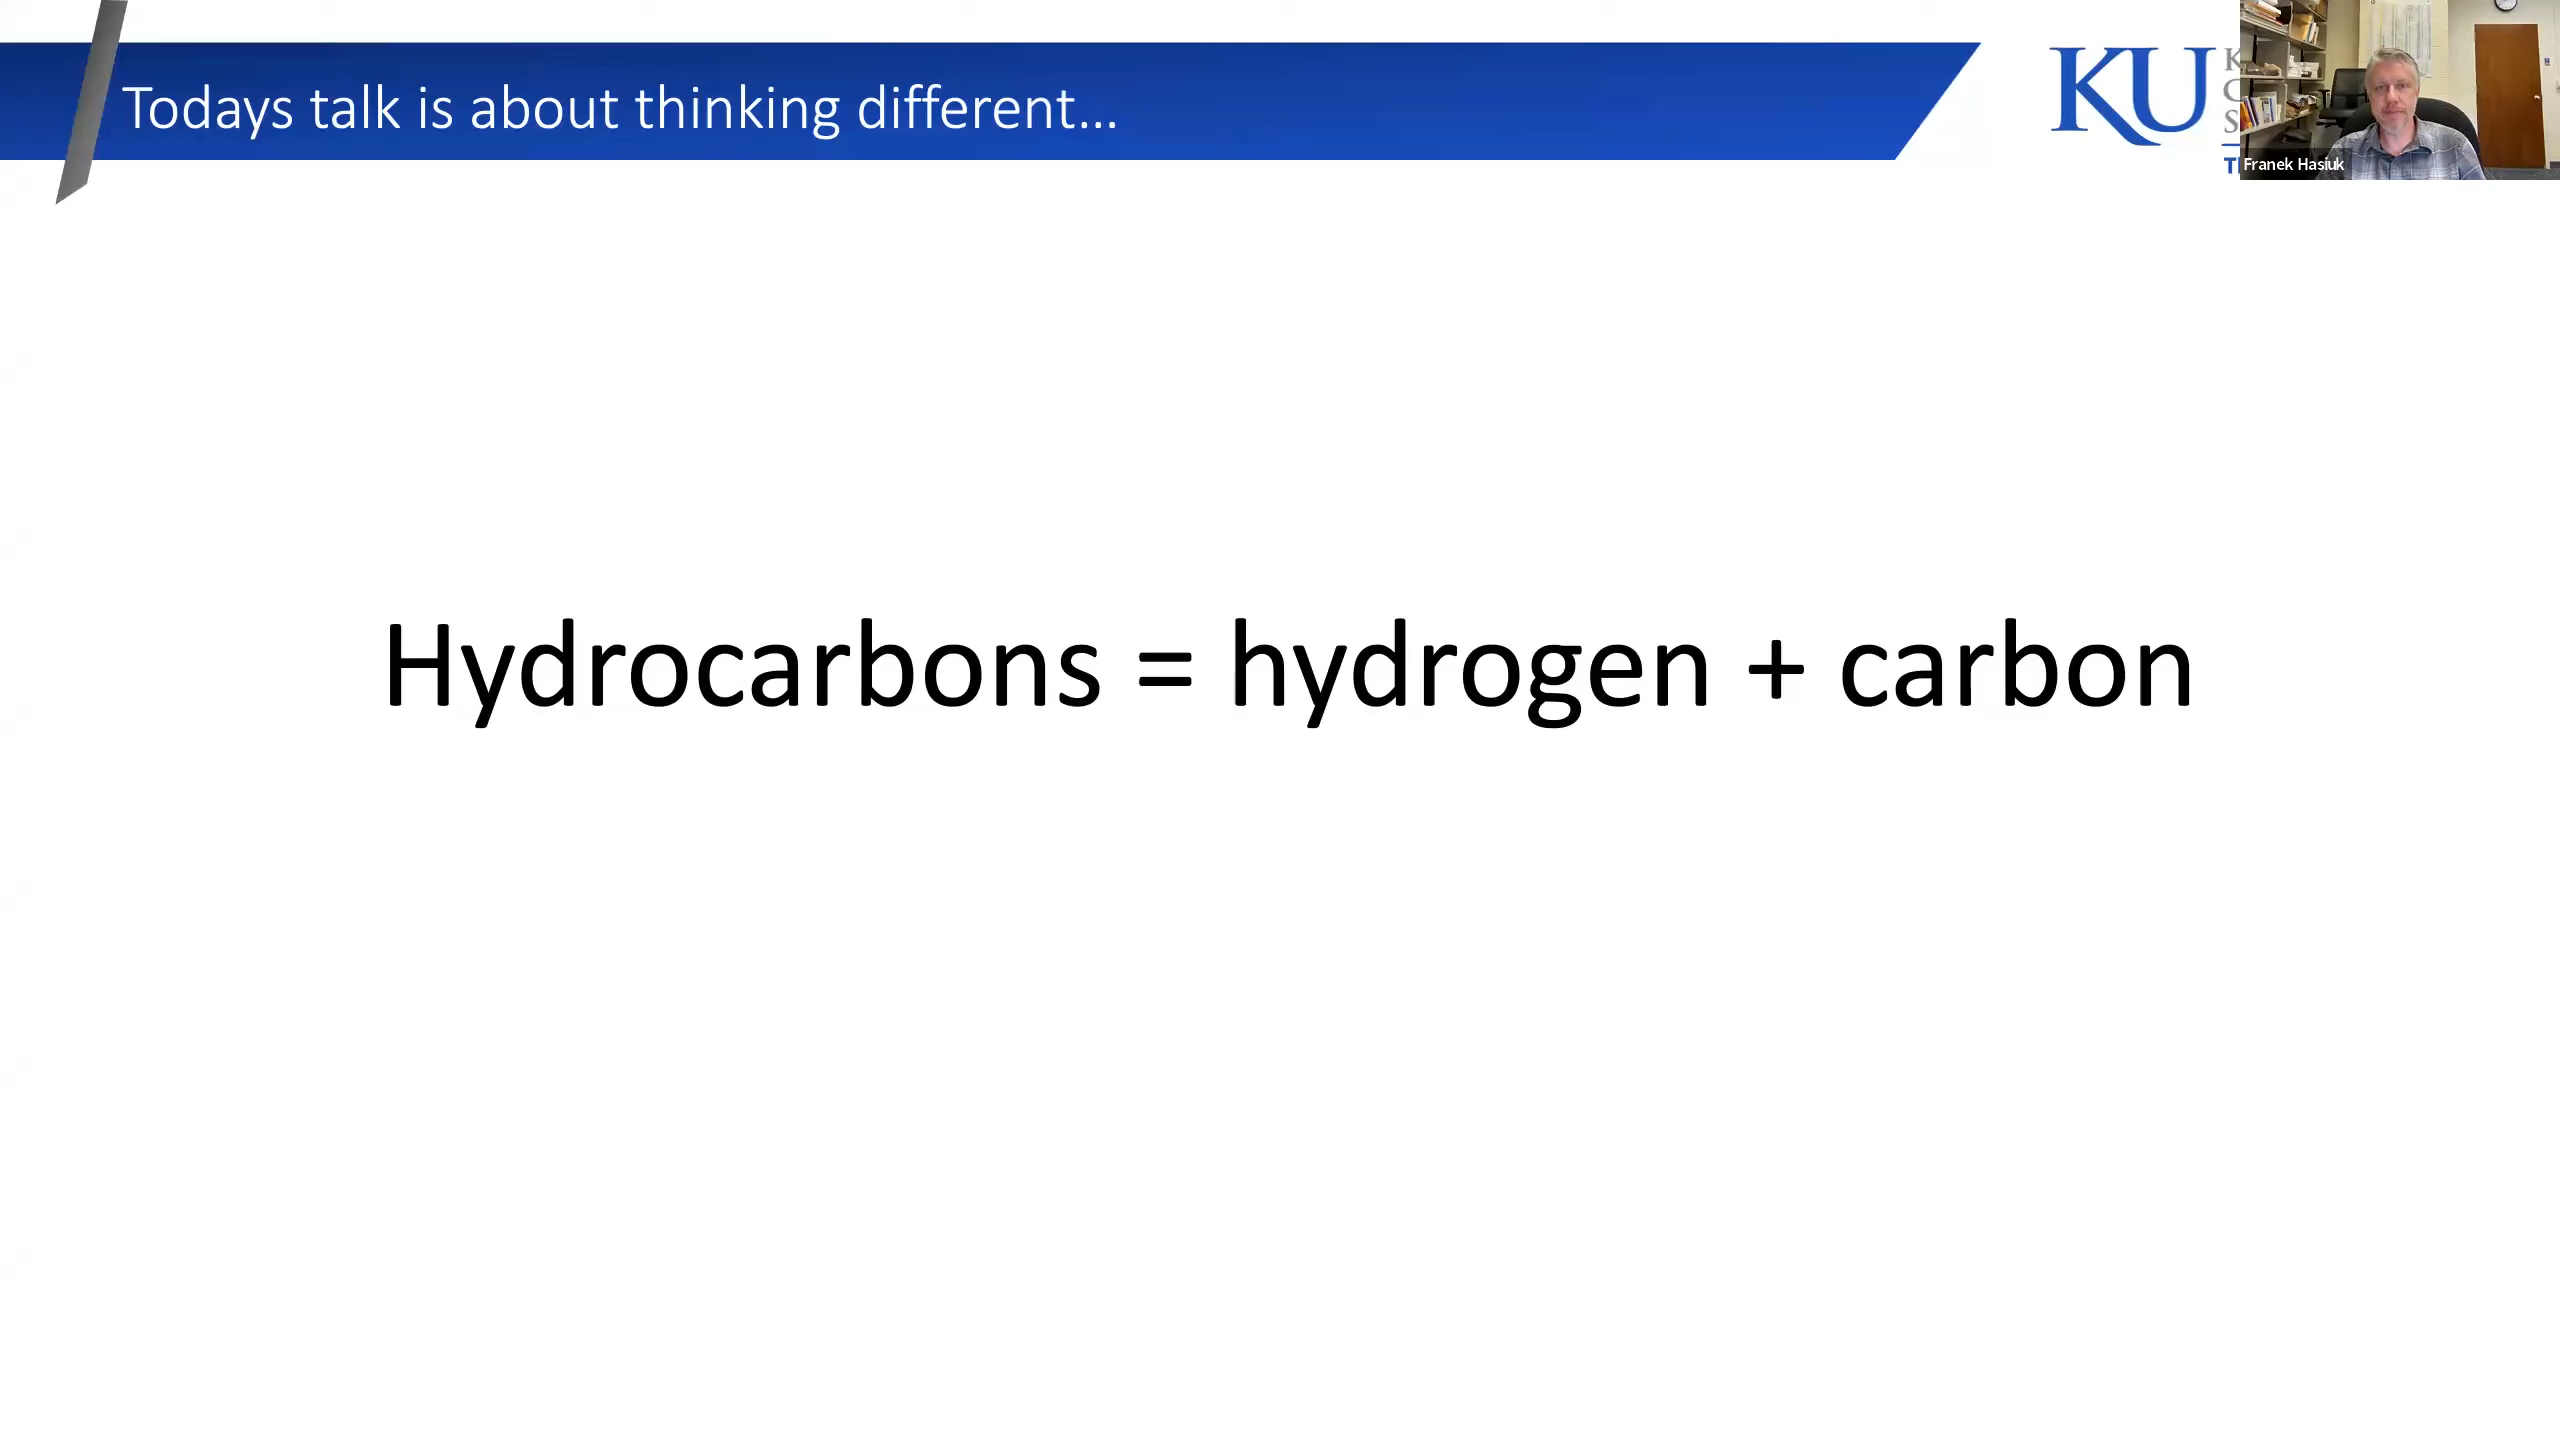 Todays talk is about thinking different...
KU
Franek Hasiuk
Hydrocarbons = hydrogen + carbon